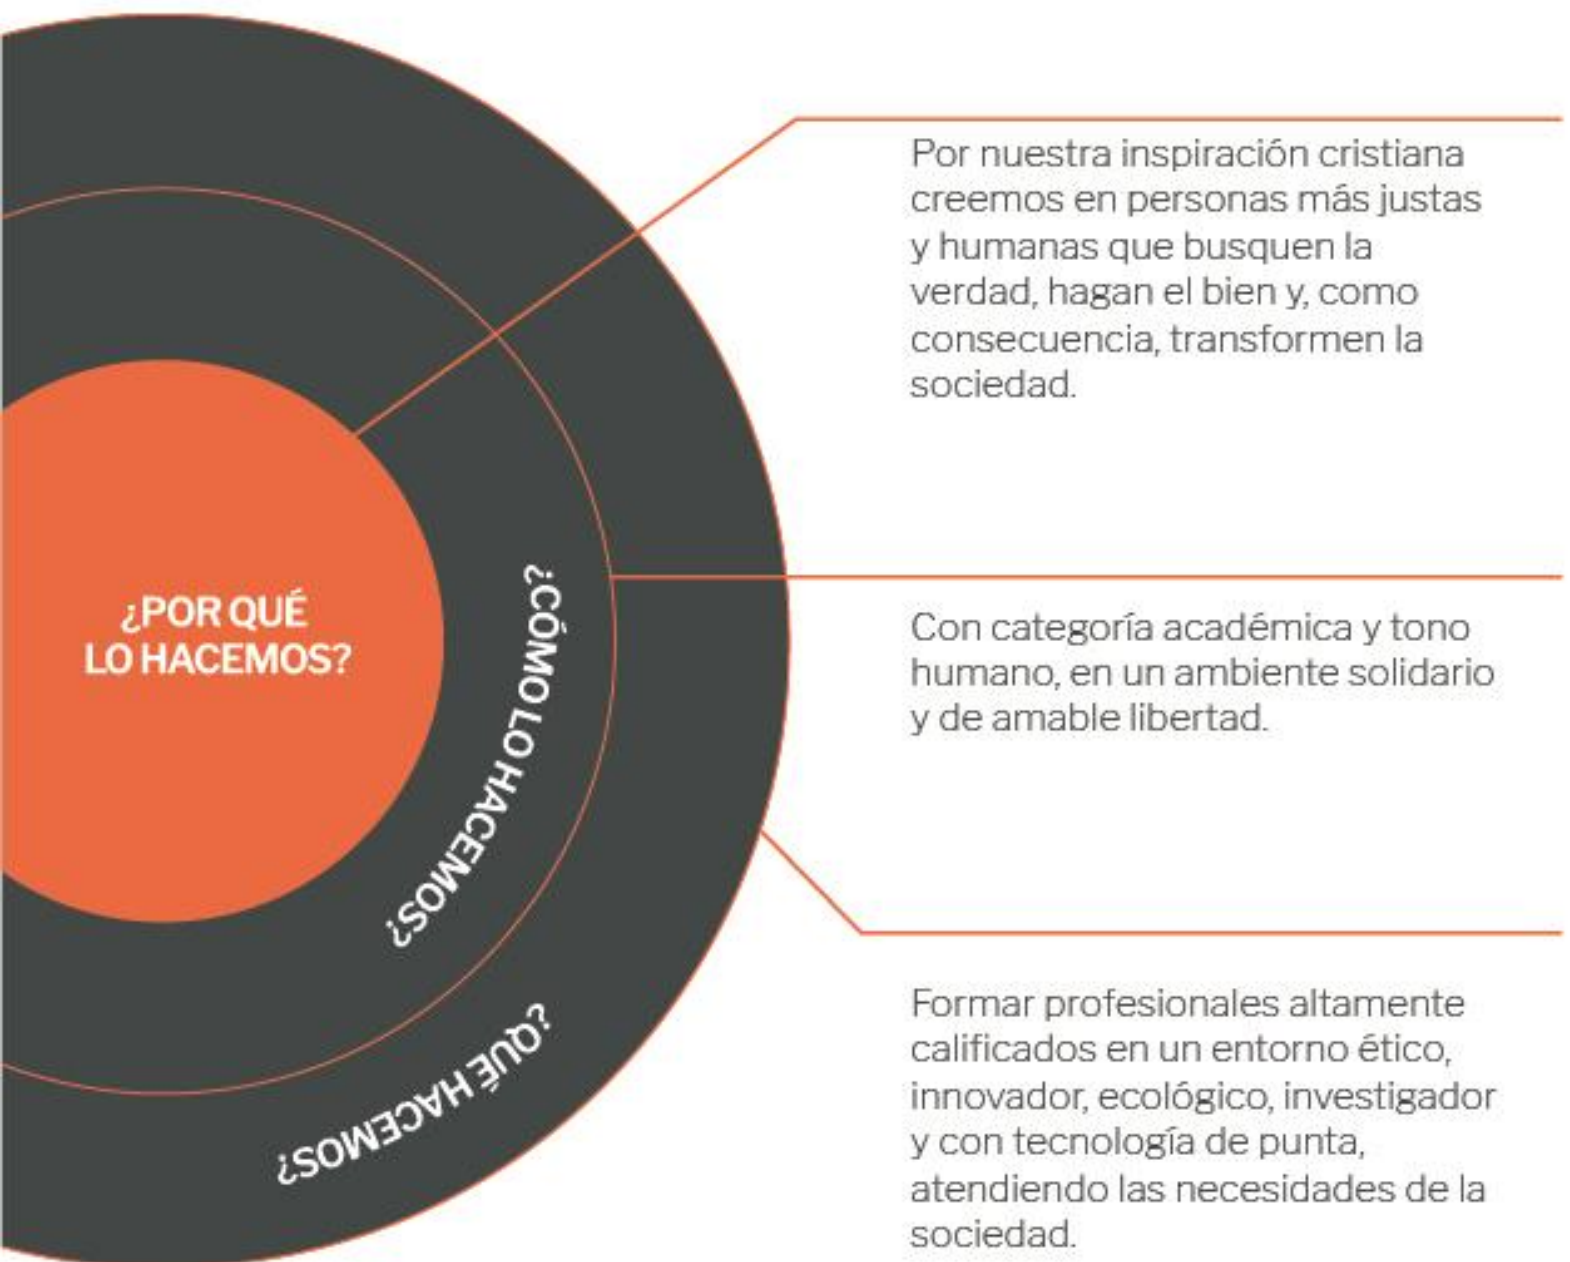 ¿POR QUÉ
LO HACEMOS?
¿CÓMO LO HACEMOS?
?QUÉ HACEMOS?
Por nuestra inspiración cristiana
creemos en personas más justas
y humanas que busquen la
verdad, hagan el bien y, como
consecuencia, transformen la
sociedad.
Con categoría académica y tono
humano, en un ambiente solidario
y de amable libertad.
Formar profesionales altamente
calificados en un entorno ético,
innovador, ecológico, investigador
y con tecnología de punta,
atendiendo las necesidades de la
sociedad.